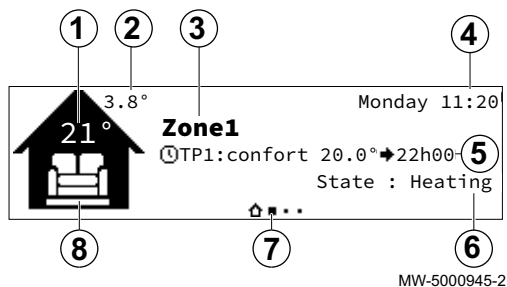 1 2 3 4
3.8° Monday 11:20
21° Zone1
TP1:confort 20.0°➔22h00 5
State : Heating
8 7 6
MW-5000945-2